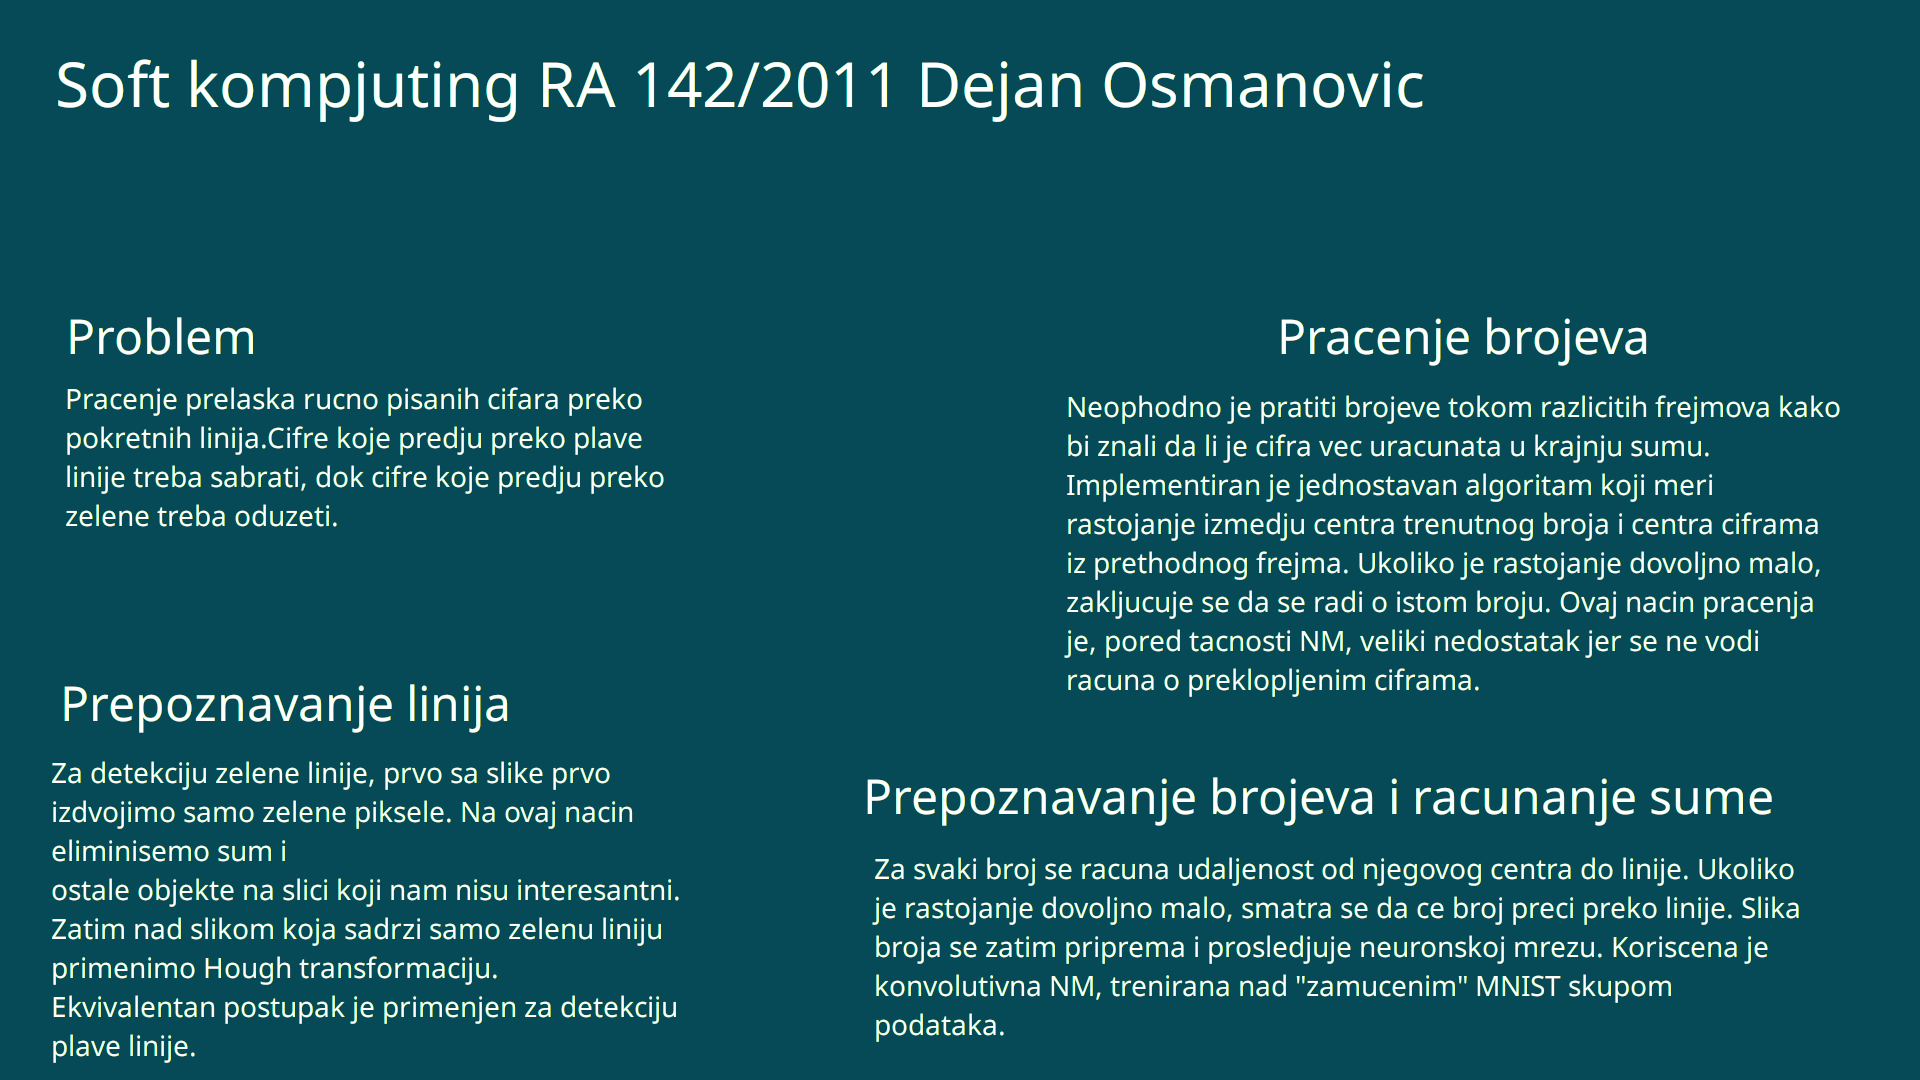 Soft kompjuting RA 142/2011 Dejan Osmanovic
Problem
Pracenje prelaska rucno pisanih cifara preko
pokretnih linija.Cifre koje predju preko plave
linije treba sabrati, dok cifre koje predju preko
zelene treba oduzeti.
Prepoznavanje linija
Za detekciju zelene linije, prvo sa slike prvo
izdvojimo samo zelene piksele. Na ovaj nacin
eliminisemo sum i
ostale objekte na slici koji nam nisu interesantni.
Zatim nad slikom koja sadrzi samo zelenu liniju
primenimo Hough transformaciju.
Ekvivalentan postupak je primenjen za detekciju
plave linije.
Pracenje brojeva
Neophodno je pratiti brojeve tokom razlicitih frejmova kako
bi znali da li je cifra vec uracunata u krajnju sumu.
Implementiran je jednostavan algoritam koji meri
rastojanje izmedju centra trenutnog broja i centra ciframa
iz prethodnog frejma. Ukoliko je rastojanje dovoljno malo,
zakljucuje se da se radi o istom broju. Ovaj nacin pracenja
je, pored tacnosti NM, veliki nedostatak jer se ne vodi
racuna o preklopljenim ciframa.
Prepoznavanje brojeva i racunanje sume
Za svaki broj se racuna udaljenost od njegovog centra do linije. Ukoliko
je rastojanje dovoljno malo, smatra se da ce broj preci preko linije. Slika
broja se zatim priprema i prosledjuje neuronskoj mrezu. Koriscena je
konvolutivna NM, trenirana nad "zamucenim" MNIST skupom
podataka.